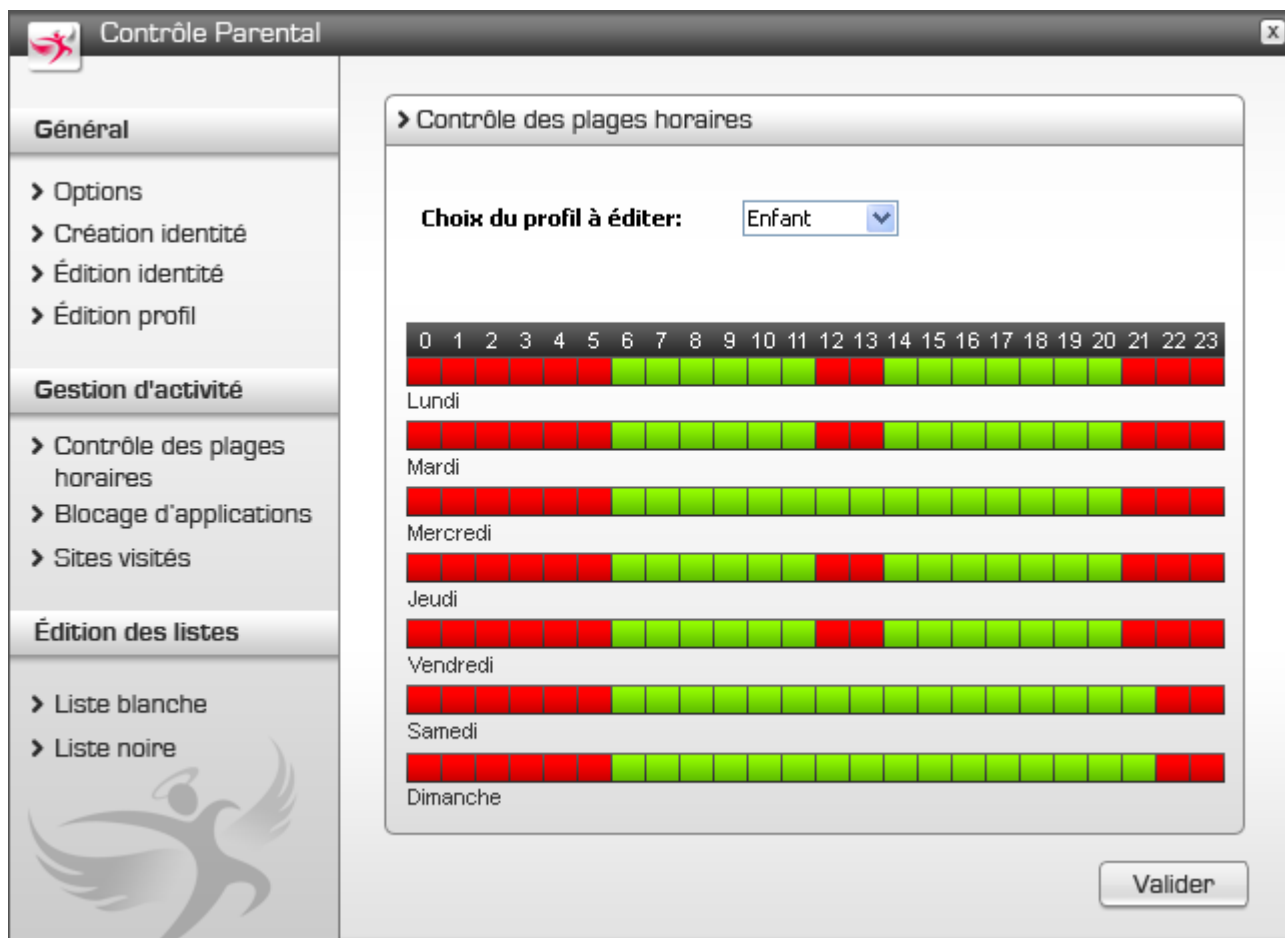 Contrôle Parental
x
Général
Options
Création identité
Édition identité
Édition profil
Gestion d'activité
Contrôle des plages
horaires
Blocage d'applications
Sites visités
Édition des listes
Liste blanche
Liste noire
Contrôle des plages horaires
Choix du profil à éditer: Enfant
0 1 2 3 4 5 6 7 8 9 10 11 12 13 14 15 16 17 18 19 20 21 22 23
Lundi
Mardi
Mercredi
Jeudi
Vendredi
Samedi
Dimanche
Valider